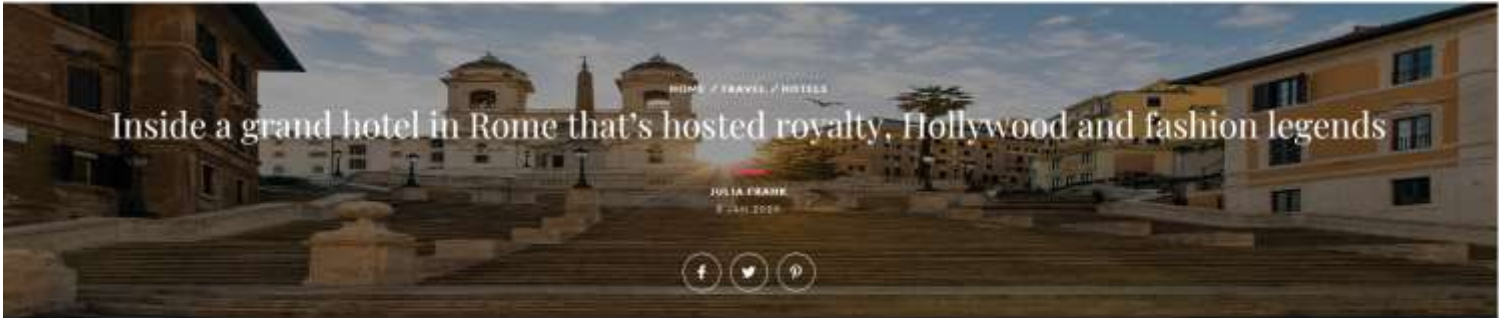 HOME / TRAVEL / HOTELS
Inside a grand hotel in Rome that's hosted royalty, Hollywood and fashion legends
JULIA FRANK